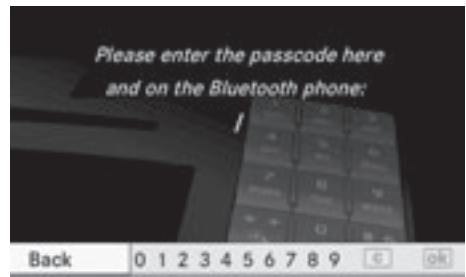 Please enter the passcode here
and on the Bluetooth phone:
Back 0 1 2 3 4 5 6 7 8 9 C ok